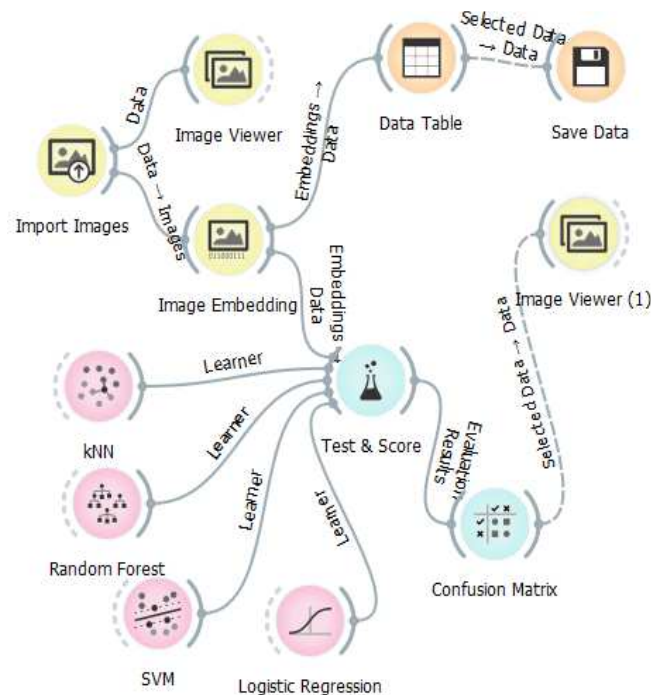 Selected Data
→ Data
Data
Image Viewer
Data Table
Save Data
Embeddings →
Data
Import Images
Data → Images
Image Embedding
01000111
Image Viewer (1)
Embeddings →
Data
Learner
kNN
Test & Score
Selected Data → Data
Learner
Evaluation
Results
Learner
Learner
Random Forest
Confusion Matrix
SVM
Logistic Regression